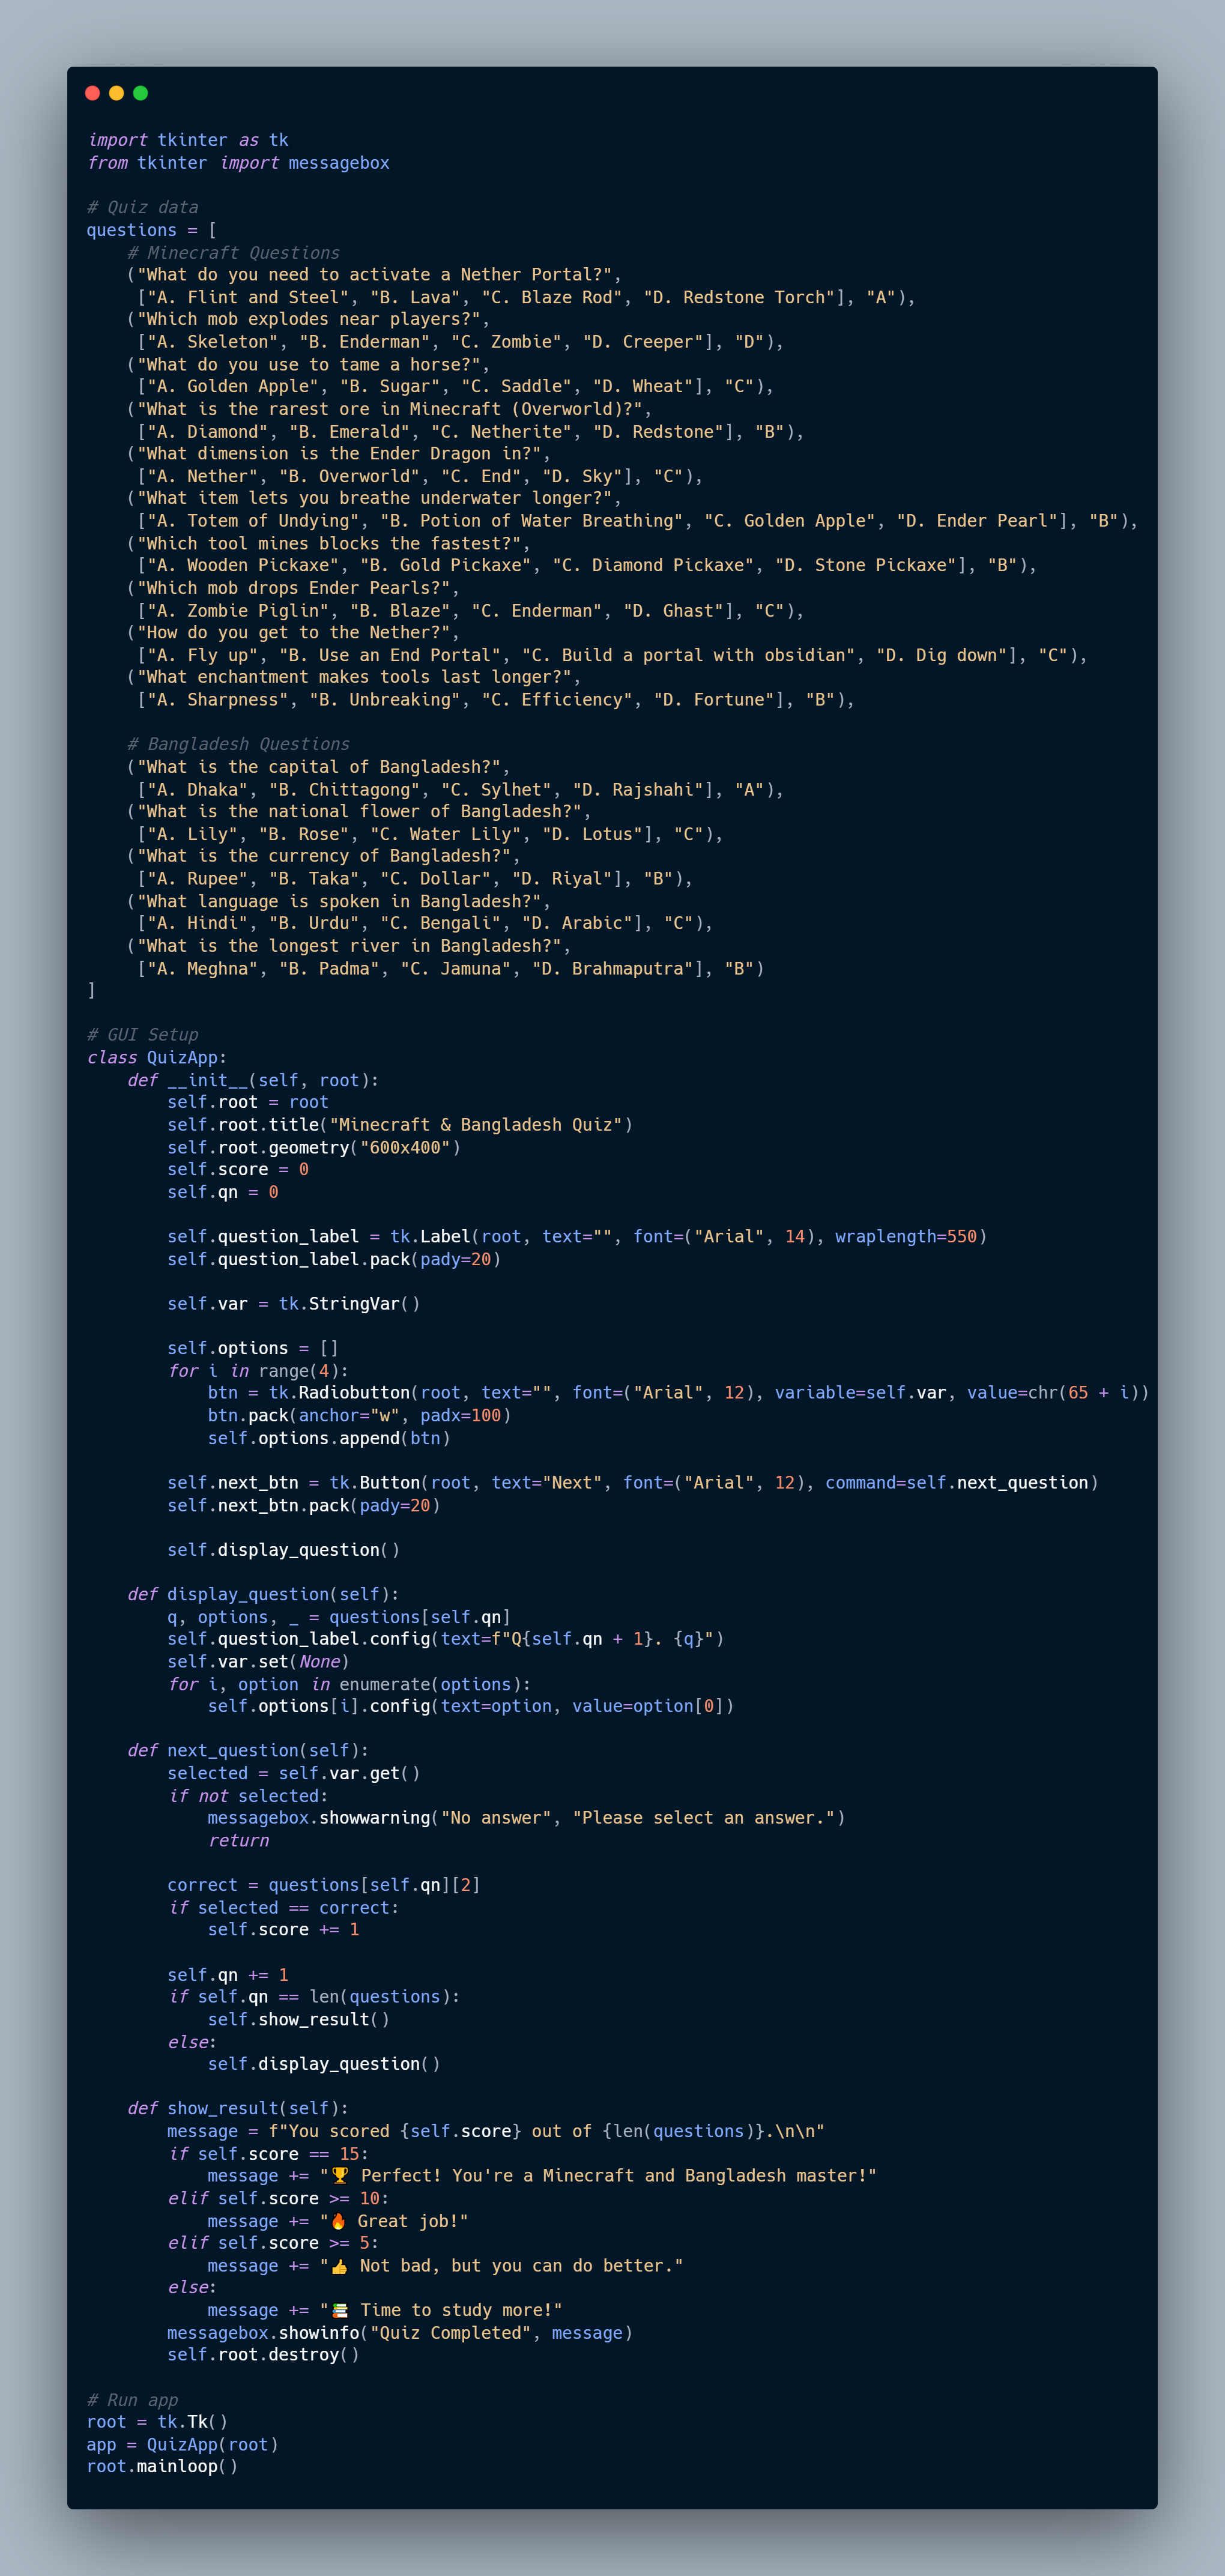 import tkinter as tk
from tkinter import messagebox

# Quiz data
questions = [
    # Minecraft Questions
    ("What do you need to activate a Nether Portal?",
     ["A. Flint and Steel", "B. Lava", "C. Blaze Rod", "D. Redstone Torch"], "A"),
    ("Which mob explodes near players?",
     ["A. Skeleton", "B. Enderman", "C. Zombie", "D. Creeper"], "D"),
    ("What do you use to tame a horse?",
     ["A. Golden Apple", "B. Sugar", "C. Saddle", "D. Wheat"], "C"),
    ("What is the rarest ore in Minecraft (Overworld)?",
     ["A. Diamond", "B. Emerald", "C. Netherite", "D. Redstone"], "B"),
    ("What dimension is the Ender Dragon in?",
     ["A. Nether", "B. Overworld", "C. End", "D. Sky"], "C"),
    ("What item lets you breathe underwater longer?",
     ["A. Totem of Undying", "B. Potion of Water Breathing", "C. Golden Apple", "D. Ender Pearl"], "B"),
    ("Which tool mines blocks the fastest?",
     ["A. Wooden Pickaxe", "B. Gold Pickaxe", "C. Diamond Pickaxe", "D. Stone Pickaxe"], "B"),
    ("Which mob drops Ender Pearls?",
     ["A. Zombie Piglin", "B. Blaze", "C. Enderman", "D. Ghast"], "C"),
    ("How do you get to the Nether?",
     ["A. Fly up", "B. Use an End Portal", "C. Build a portal with obsidian", "D. Dig down"], "C"),
    ("What enchantment makes tools last longer?",
     ["A. Sharpness", "B. Unbreaking", "C. Efficiency", "D. Fortune"], "B"),

    # Bangladesh Questions
    ("What is the capital of Bangladesh?",
     ["A. Dhaka", "B. Chittagong", "C. Sylhet", "D. Rajshahi"], "A"),
    ("What is the national flower of Bangladesh?",
     ["A. Lily", "B. Rose", "C. Water Lily", "D. Lotus"], "C"),
    ("What is the currency of Bangladesh?",
     ["A. Rupee", "B. Taka", "C. Dollar", "D. Riyal"], "B"),
    ("What language is spoken in Bangladesh?",
     ["A. Hindi", "B. Urdu", "C. Bengali", "D. Arabic"], "C"),
    ("What is the longest river in Bangladesh?",
     ["A. Meghna", "B. Padma", "C. Jamuna", "D. Brahmaputra"], "B")
]

# GUI Setup
class QuizApp:
    def __init__(self, root):
        self.root = root
        self.root.title("Minecraft & Bangladesh Quiz")
        self.root.geometry("600x400")
        self.score = 0
        self.qn = 0

        self.question_label = tk.Label(root, text="", font=("Arial", 14), wraplength=550)
        self.question_label.pack(pady=20)

        self.var = tk.StringVar()

        self.options = []
        for i in range(4):
            btn = tk.Radiobutton(root, text="", font=("Arial", 12), variable=self.var, value=chr(65 + i))
            btn.pack(anchor="w", padx=100)
            self.options.append(btn)

        self.next_btn = tk.Button(root, text="Next", font=("Arial", 12), command=self.next_question)
        self.next_btn.pack(pady=20)

        self.display_question()

    def display_question(self):
        q, options, _ = questions[self.qn]
        self.question_label.config(text=f"Q{self.qn + 1}. {q}")
        self.var.set(None)
        for i, option in enumerate(options):
            self.options[i].config(text=option, value=option[0])

    def next_question(self):
        selected = self.var.get()
        if not selected:
            messagebox.showwarning("No answer", "Please select an answer.")
            return

        correct = questions[self.qn][2]
        if selected == correct:
            self.score += 1

        self.qn += 1
        if self.qn == len(questions):
            self.show_result()
        else:
            self.display_question()

    def show_result(self):
        message = f"You scored {self.score} out of {len(questions)}.\n\n"
        if self.score == 15:
            message += "🏆 Perfect! You're a Minecraft and Bangladesh master!"
        elif self.score >= 10:
            message += "🔥 Great job!"
        elif self.score >= 5:
            message += "👍 Not bad, but you can do better."
        else:
            message += "📚 Time to study more!"
        messagebox.showinfo("Quiz Completed", message)
        self.root.destroy()

# Run app
root = tk.Tk()
app = QuizApp(root)
root.mainloop()